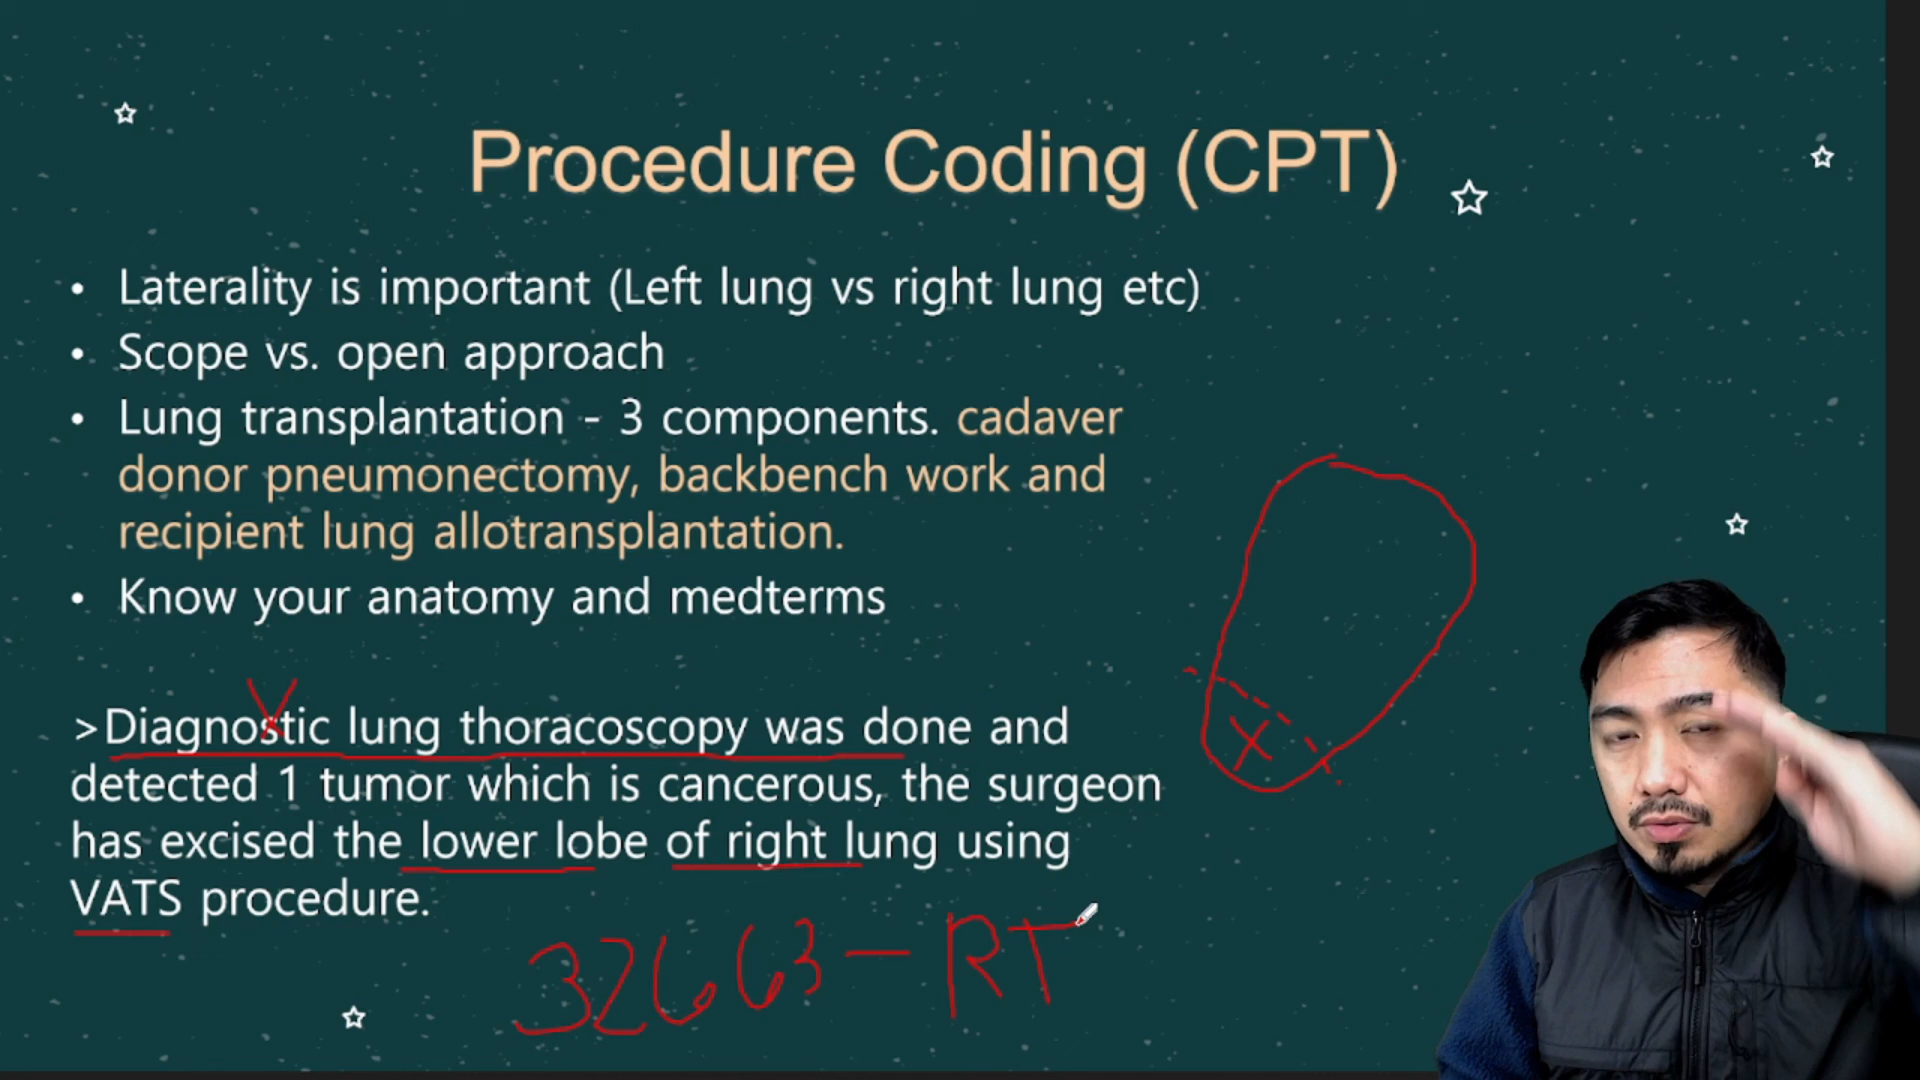 Procedure Coding (CPT)
• Laterality is important (Left lung vs right lung etc)
• Scope vs. open approach
• Lung transplantation - 3 components. cadaver
donor pneumonectomy, backbench work and
recipient lung allotransplantation.
• Know your anatomy and medterms
>Diagnostic lung thoracoscopy was done and
detected 1 tumor which is cancerous, the surgeon
has excised the lower lobe of right lung using
VATS procedure.
X
32663-RT